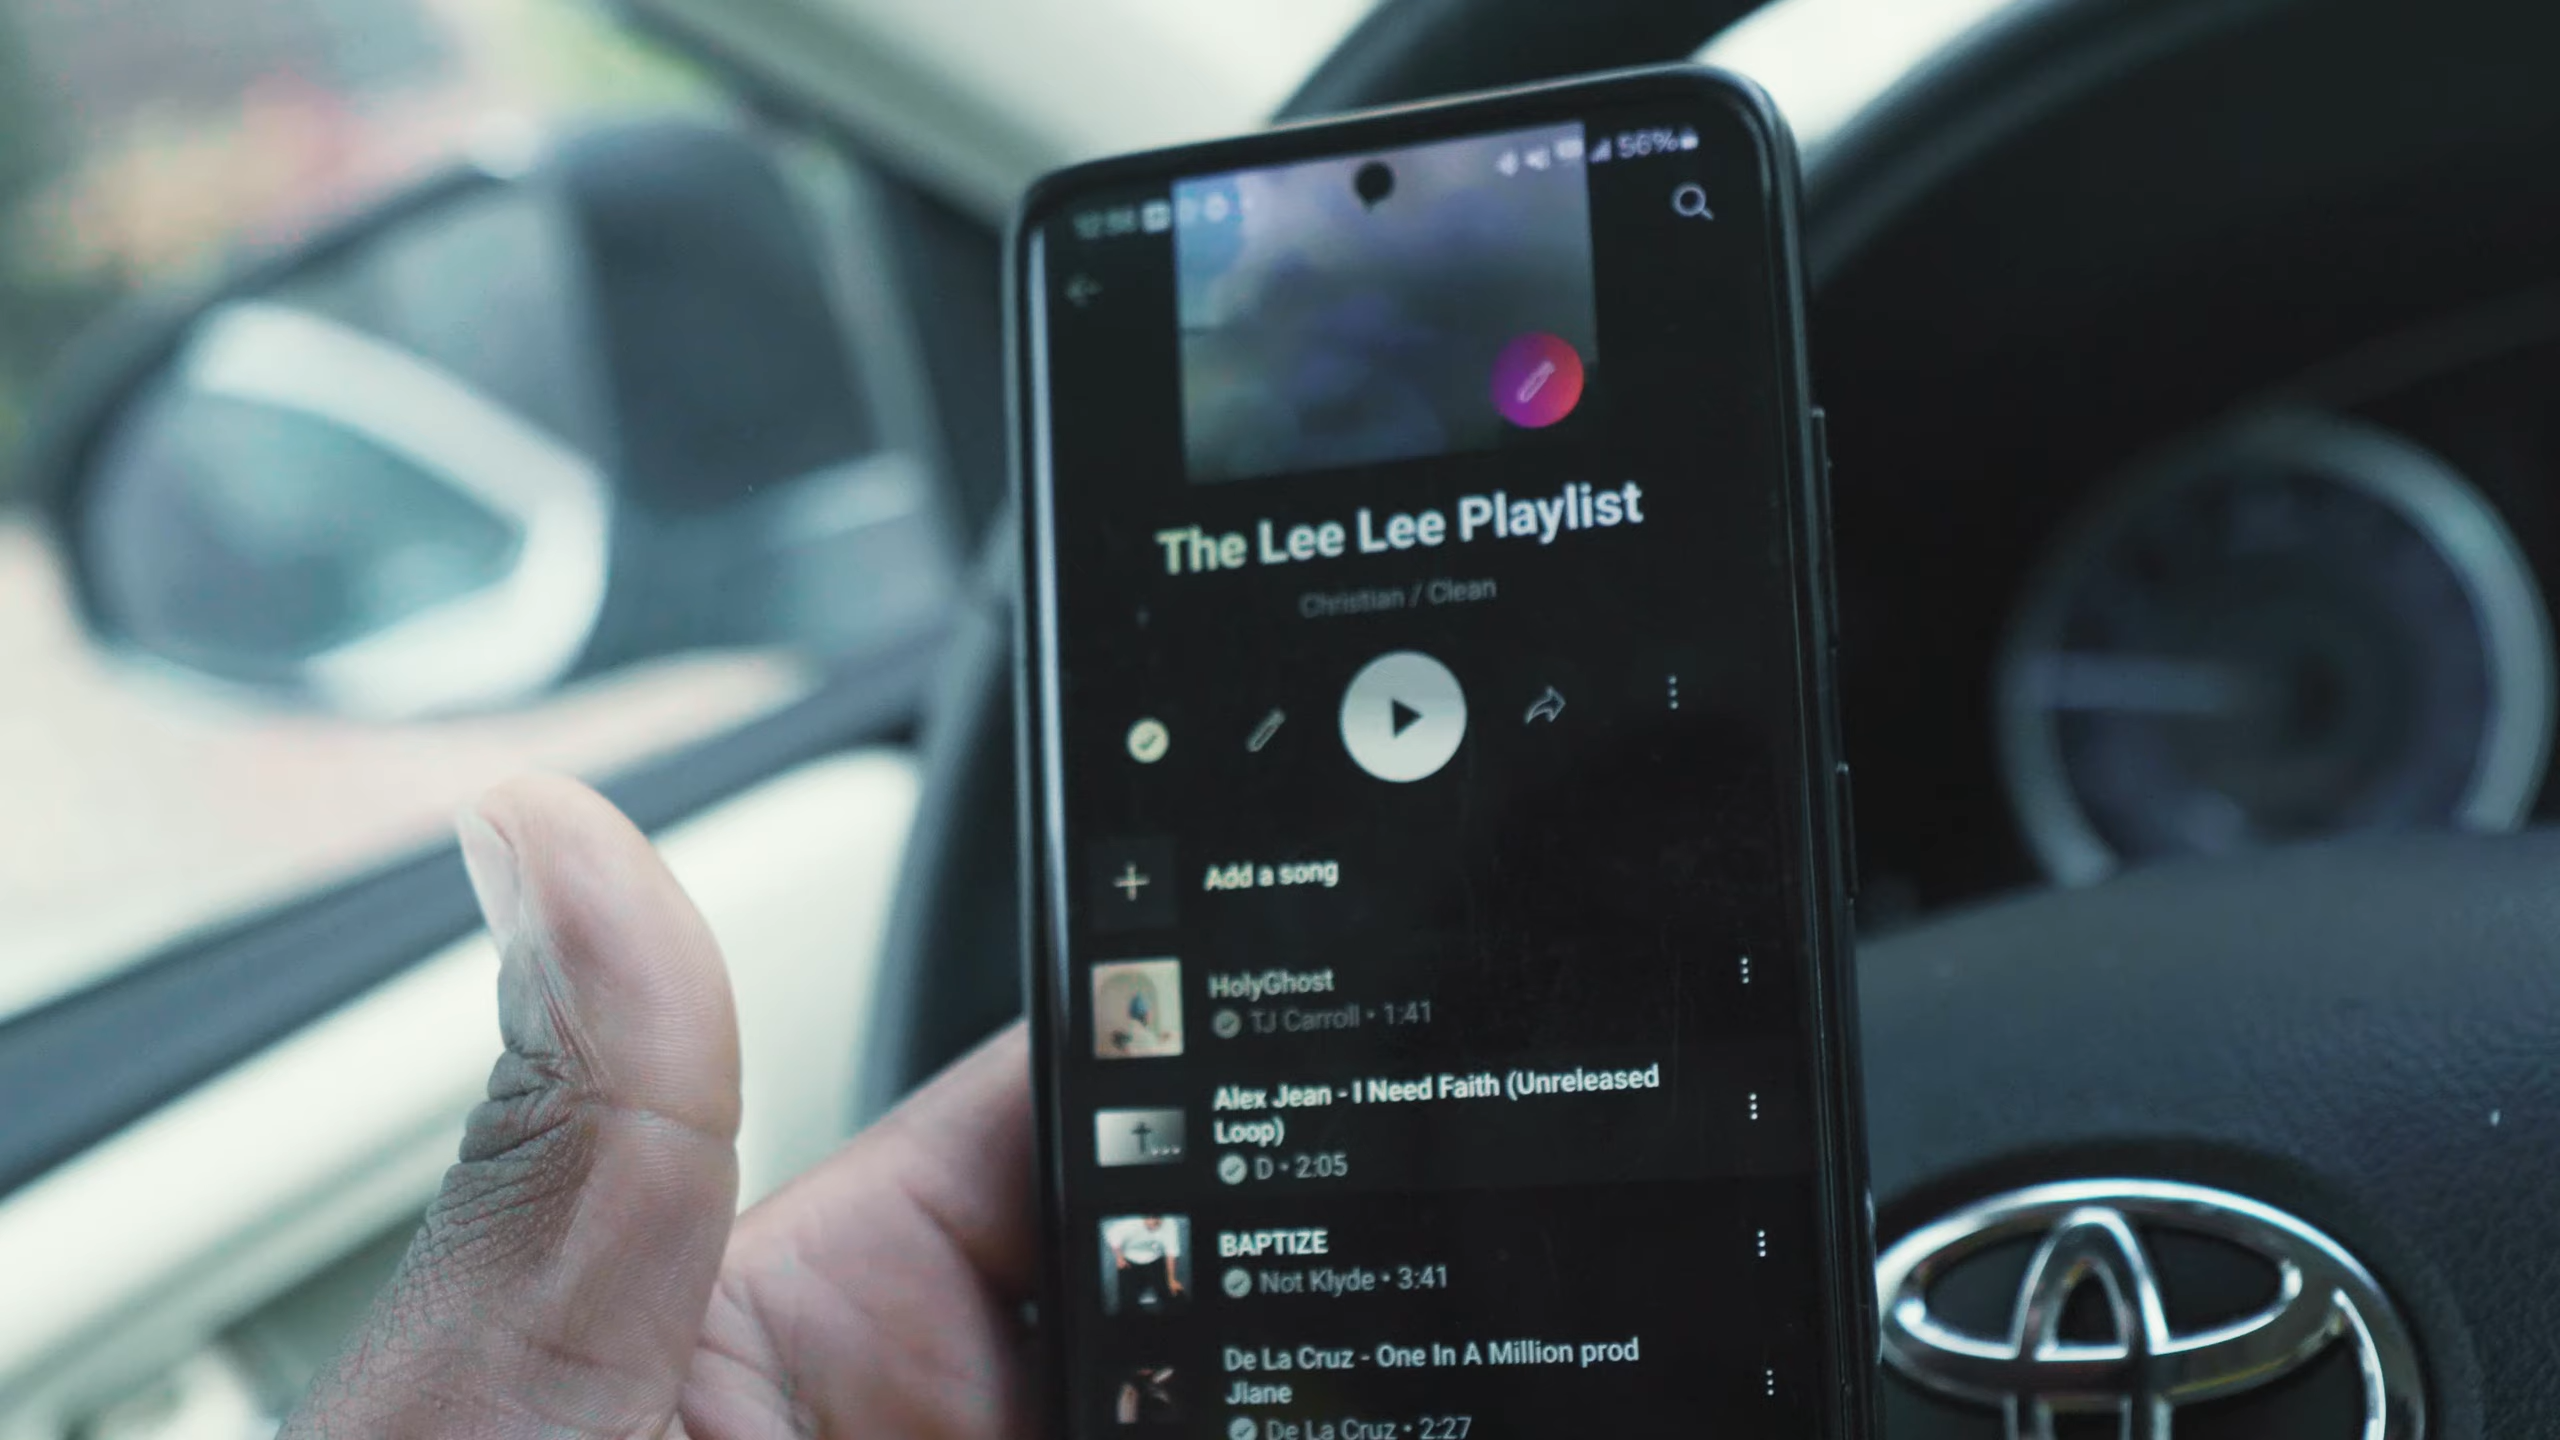 56%
The Lee Lee Playlist
Christian / Clean
Add a song
HolyGhost
TJ Carroll • 1:41
Alex Jean - I Need Faith (Unreleased
Loop)
D • 2:05
BAPTIZE
Not Klyde • 3:41
De La Cruz - One In A Million prod
Jlane
De La Cruz • 2:27